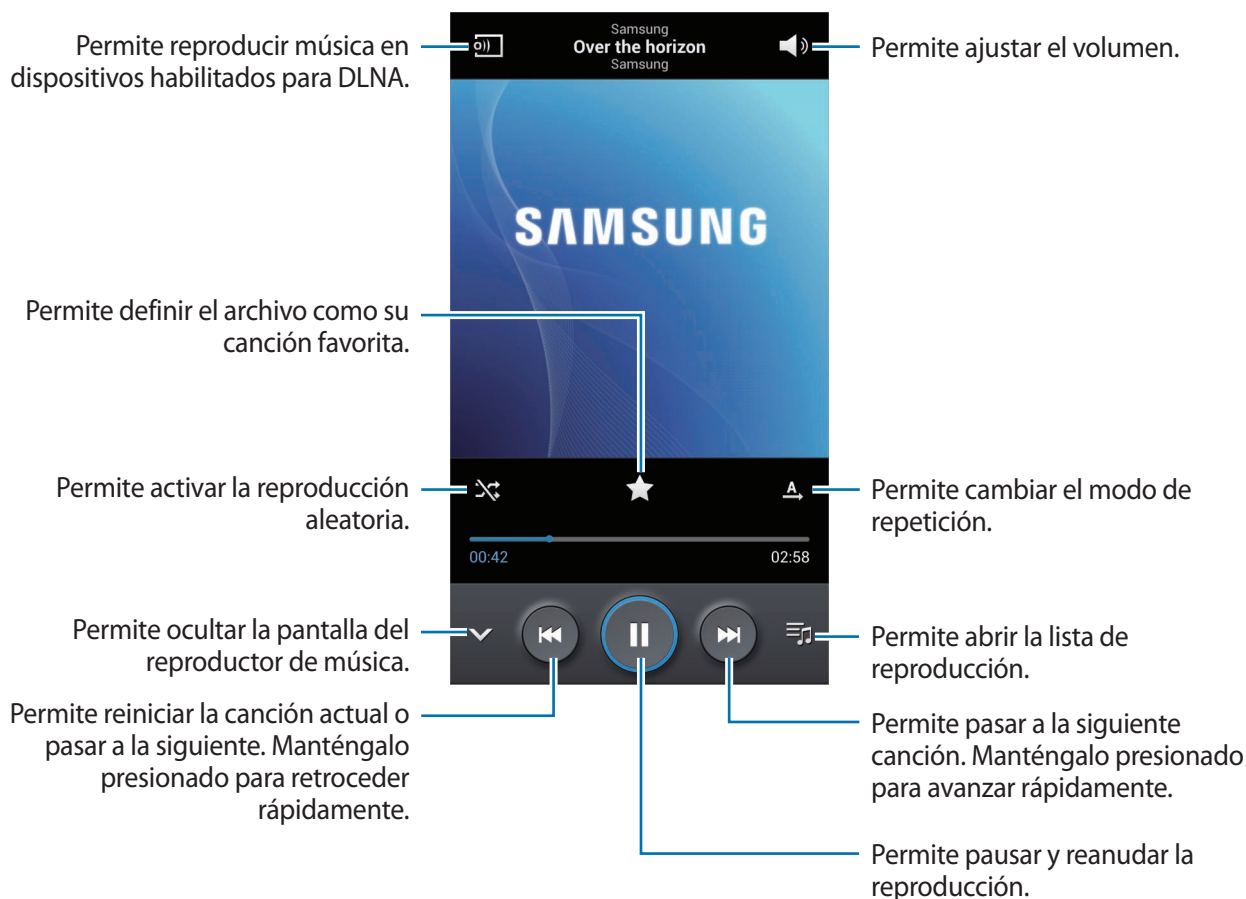 Permite reproducir música en
dispositivos habilitados para DLNA.
Samsung
Over the horizon
Samsung
Permite ajustar el volumen.
SAMSUNG
Permite definir el archivo como su
canción favorita.
Permite activar la reproducción
aleatoria.
A
Permite cambiar el modo de
repetición.
00:42
02:58
Permite ocultar la pantalla del
reproductor de música.
Permite abrir la lista de
reproducción.
Permite reiniciar la canción actual o
pasar a la siguiente. Manténgalo
presionado para retroceder
rápidamente.
Permite pasar a la siguiente
canción. Manténgalo presionado
para avanzar rápidamente.
Permite pausar y reanudar la
reproducción.